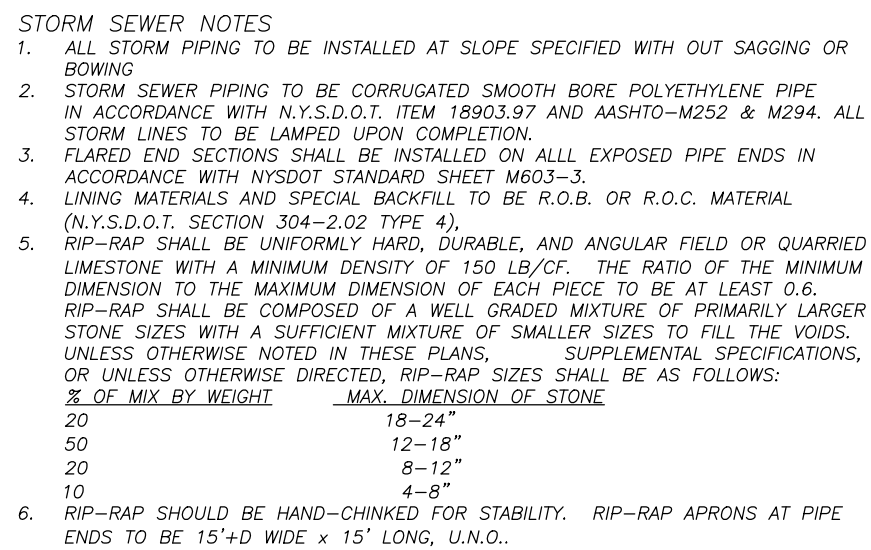 STORM SEWER NOTES
1. ALL STORM PIPING TO BE INSTALLED AT SLOPE SPECIFIED WITH OUT SAGGING OR
BOWING
2. STORM SEWER PIPING TO BE CORRUGATED SMOOTH BORE POLYETHYLENE PIPE
IN ACCORDANCE WITH N.Y.S.D.O.T. ITEM 18903.97 AND AASHTO-M252 & M294. ALL
STORM LINES TO BE LAMPED UPON COMPLETION.
3. FLARED END SECTIONS SHALL BE INSTALLED ON ALLL EXPOSED PIPE ENDS IN
ACCORDANCE WITH NYSDOT STANDARD SHEET M603-3.
4. LINING MATERIALS AND SPECIAL BACKFILL TO BE R.O.B. OR R.O.C. MATERIAL
(N.Y.S.D.O.T. SECTION 304-2.02 TYPE 4),
5. RIP-RAP SHALL BE UNIFORMLY HARD, DURABLE, AND ANGULAR FIELD OR QUARRIED
LIMESTONE WITH A MINIMUM DENSITY OF 150 LB/CF. THE RATIO OF THE MINIMUM
DIMENSION TO THE MAXIMUM DIMENSION OF EACH PIECE TO BE AT LEAST 0.6.
RIP-RAP SHALL BE COMPOSED OF A WELL GRADED MIXTURE OF PRIMARILY LARGER
STONE SIZES WITH A SUFFICIENT MIXTURE OF SMALLER SIZES TO FILL THE VOIDS.
UNLESS OTHERWISE NOTED IN THESE PLANS, SUPPLEMENTAL SPECIFICATIONS,
OR UNLESS OTHERWISE DIRECTED, RIP-RAP SIZES SHALL BE AS FOLLOWS:
% OF MIX BY WEIGHT MAX. DIMENSION OF STONE
20 18-24"
50 12-18"
20 8-12"
10 4-8"
6. RIP-RAP SHOULD BE HAND-CHINKED FOR STABILITY. RIP-RAP APRONS AT PIPE
ENDS TO BE 15'+D WIDE x 15' LONG, U.N.O..